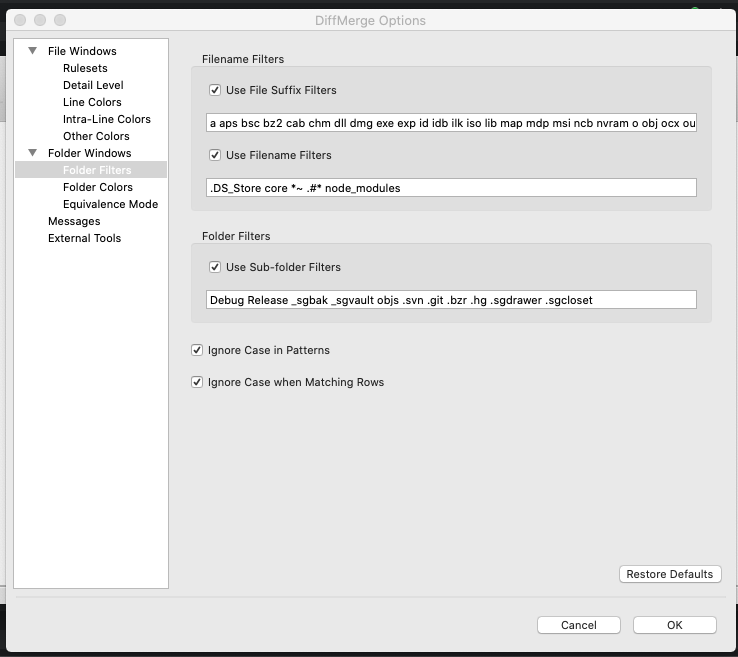 DiffMerge Options
File Windows
Rulesets
Detail Level
Line Colors
Intra-Line Colors
Other Colors
Folder Windows
Folder Filters
Folder Colors
Equivalence Mode
Messages
External Tools
Filename Filters
Use File Suffix Filters
a aps bsc bz2 cab chm dll dmg exe exp id idb ilk iso lib map mdp msi ncb nvram o obj ocx ou
Use Filename Filters
.DS_Store core *~ .#* node_modules
Folder Filters
Use Sub-folder Filters
Debug Release _sgbak _sgvault objs .svn .git .bzr .hg .sgdrawer .sgcloset
Ignore Case in Patterns
Ignore Case when Matching Rows
Restore Defaults
Cancel
OK